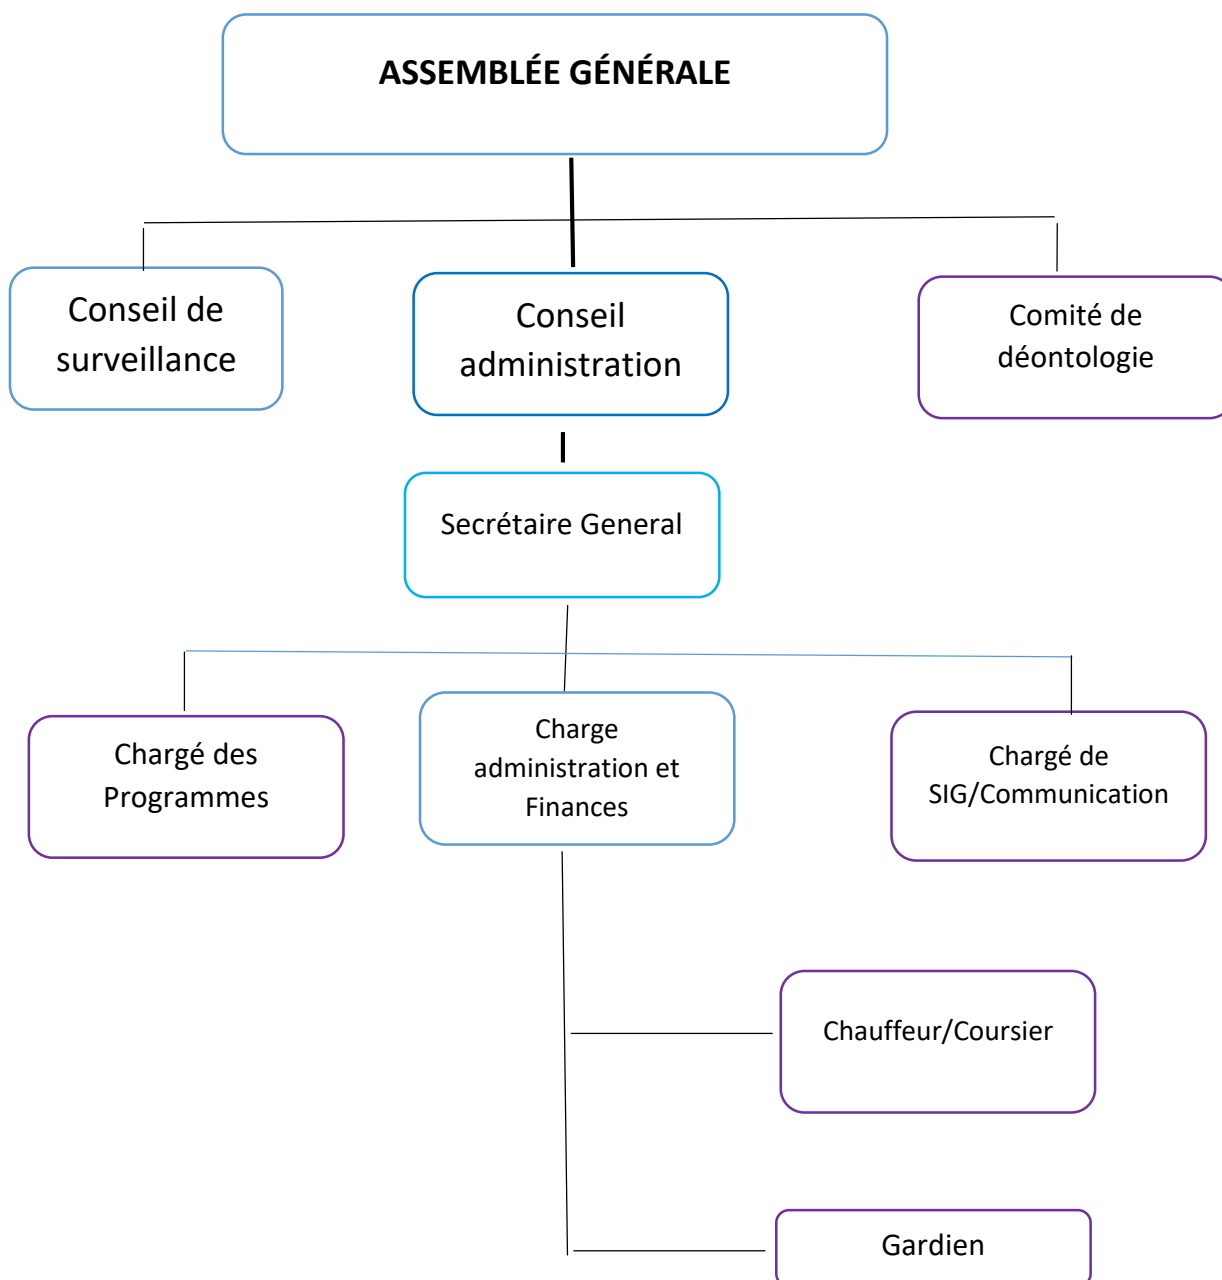 ASSEMBLÉE GÉNÉRALE
Conseil de
surveillance
Conseil
administration
Comité de
déontologie
Secrétaire General
Chargé des
Programmes
Charge
administration et
Finances
Chargé de
SIG/Communication
Chauffeur/Coursier
Gardien